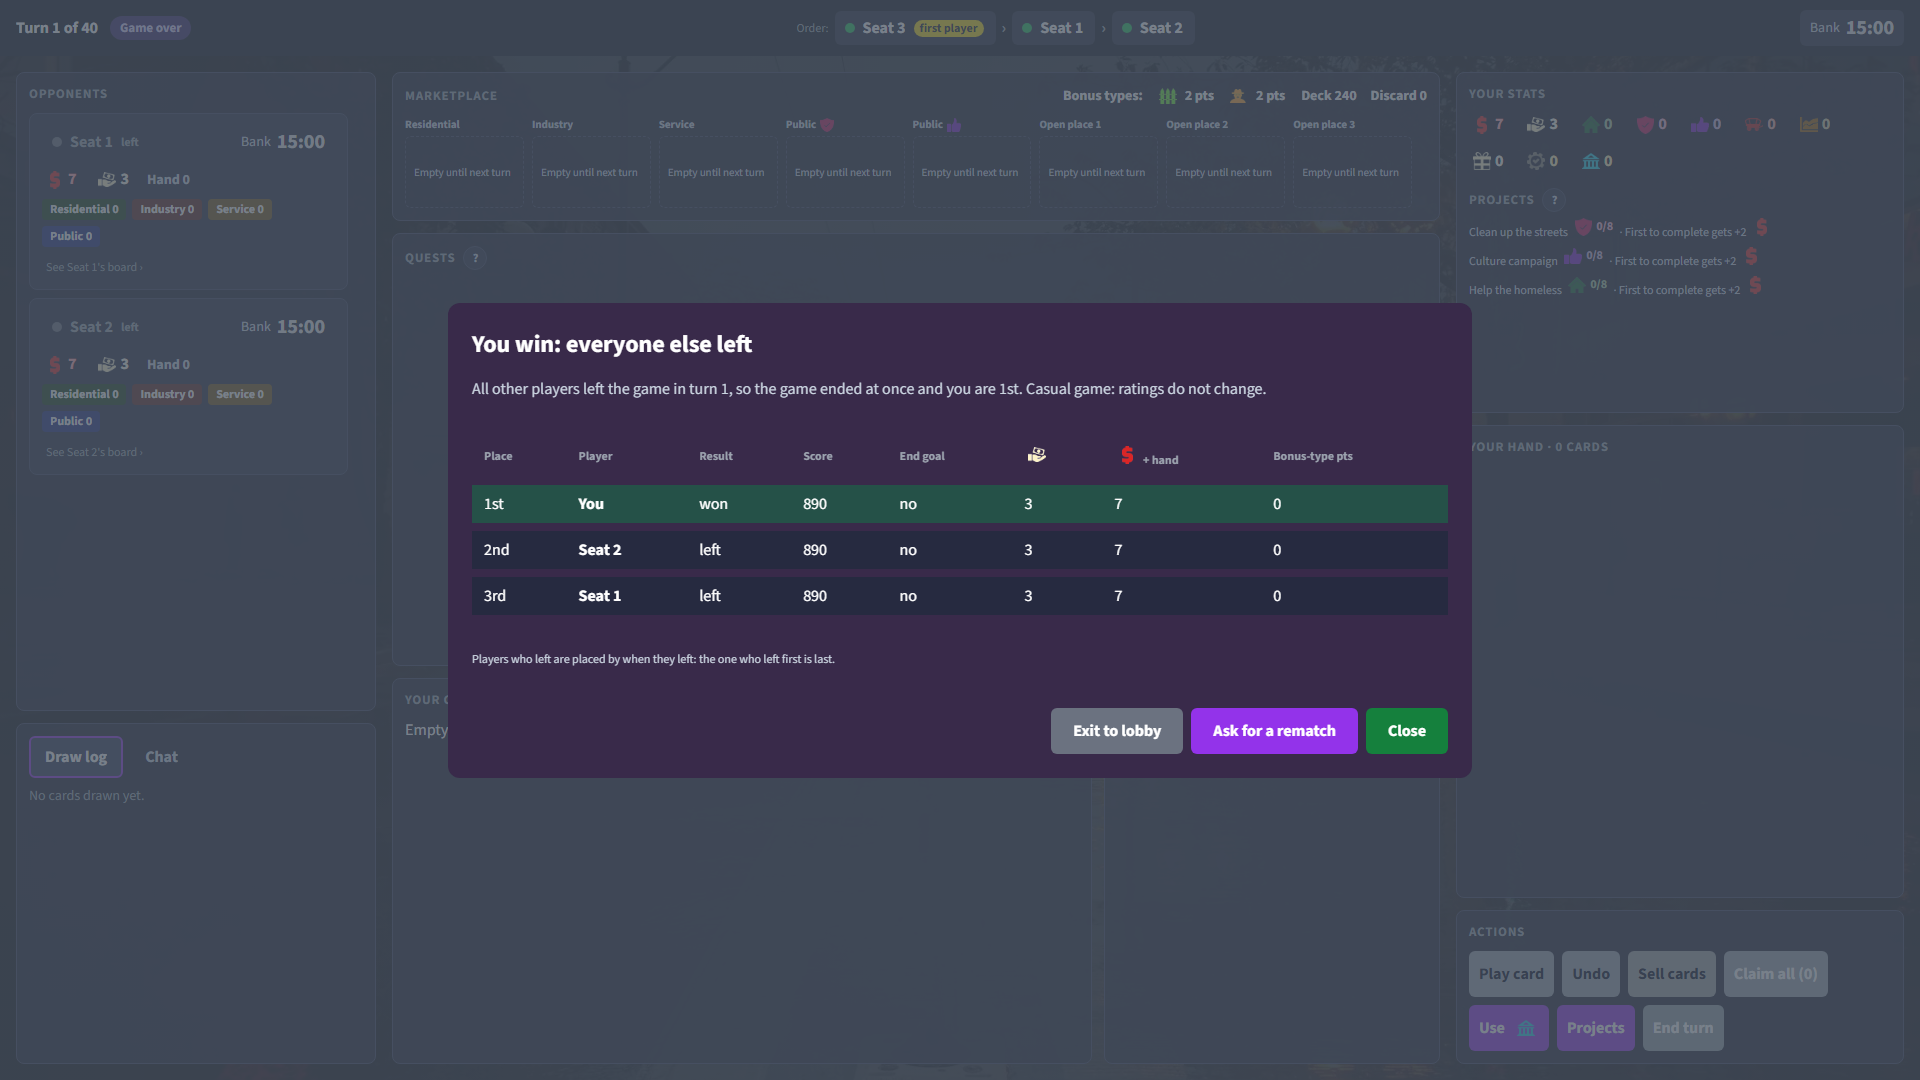 Turn 1 of 40 Game over
Order: Seat 3 first player › Seat 1 › Seat 2
Bank 15:00
OPPONENTS
Seat 1 left Bank 15:00
7 3 Hand 0
Residential 0 Industry 0 Service 0
Public 0
See Seat 1's board ›
Seat 2 left Bank 15:00
7 3 Hand 0
Residential 0 Industry 0 Service 0
Public 0
See Seat 2's board ›
Draw log Chat
No cards drawn yet.
MARKETPLACE
Bonus types: 2 pts 2 pts Deck 240 Discard 0
Residential Industry Service Public Public Open place 1 Open place 2 Open place 3
Empty until next turn Empty until next turn Empty until next turn Empty until next turn Empty until next turn Empty until next turn Empty until next turn Empty until next turn
QUESTS ?
YOUR C
Empty
You win: everyone else left
All other players left the game in turn 1, so the game ended at once and you are 1st. Casual game: ratings do not change.
Place Player Result Score End goal + hand Bonus-type pts
1st You won 890 no 3 7 0
2nd Seat 2 left 890 no 3 7 0
3rd Seat 1 left 890 no 3 7 0
Players who left are placed by when they left: the one who left first is last.
Exit to lobby Ask for a rematch Close
YOUR STATS
7 3 0 0 0 0 0
0 0 0
PROJECTS ?
Clean up the streets 0/8 · First to complete gets +2
Culture campaign 0/8 · First to complete gets +2
Help the homeless 0/8 · First to complete gets +2
YOUR HAND · 0 CARDS
ACTIONS
Play card Undo Sell cards Claim all (0)
Use Projects End turn